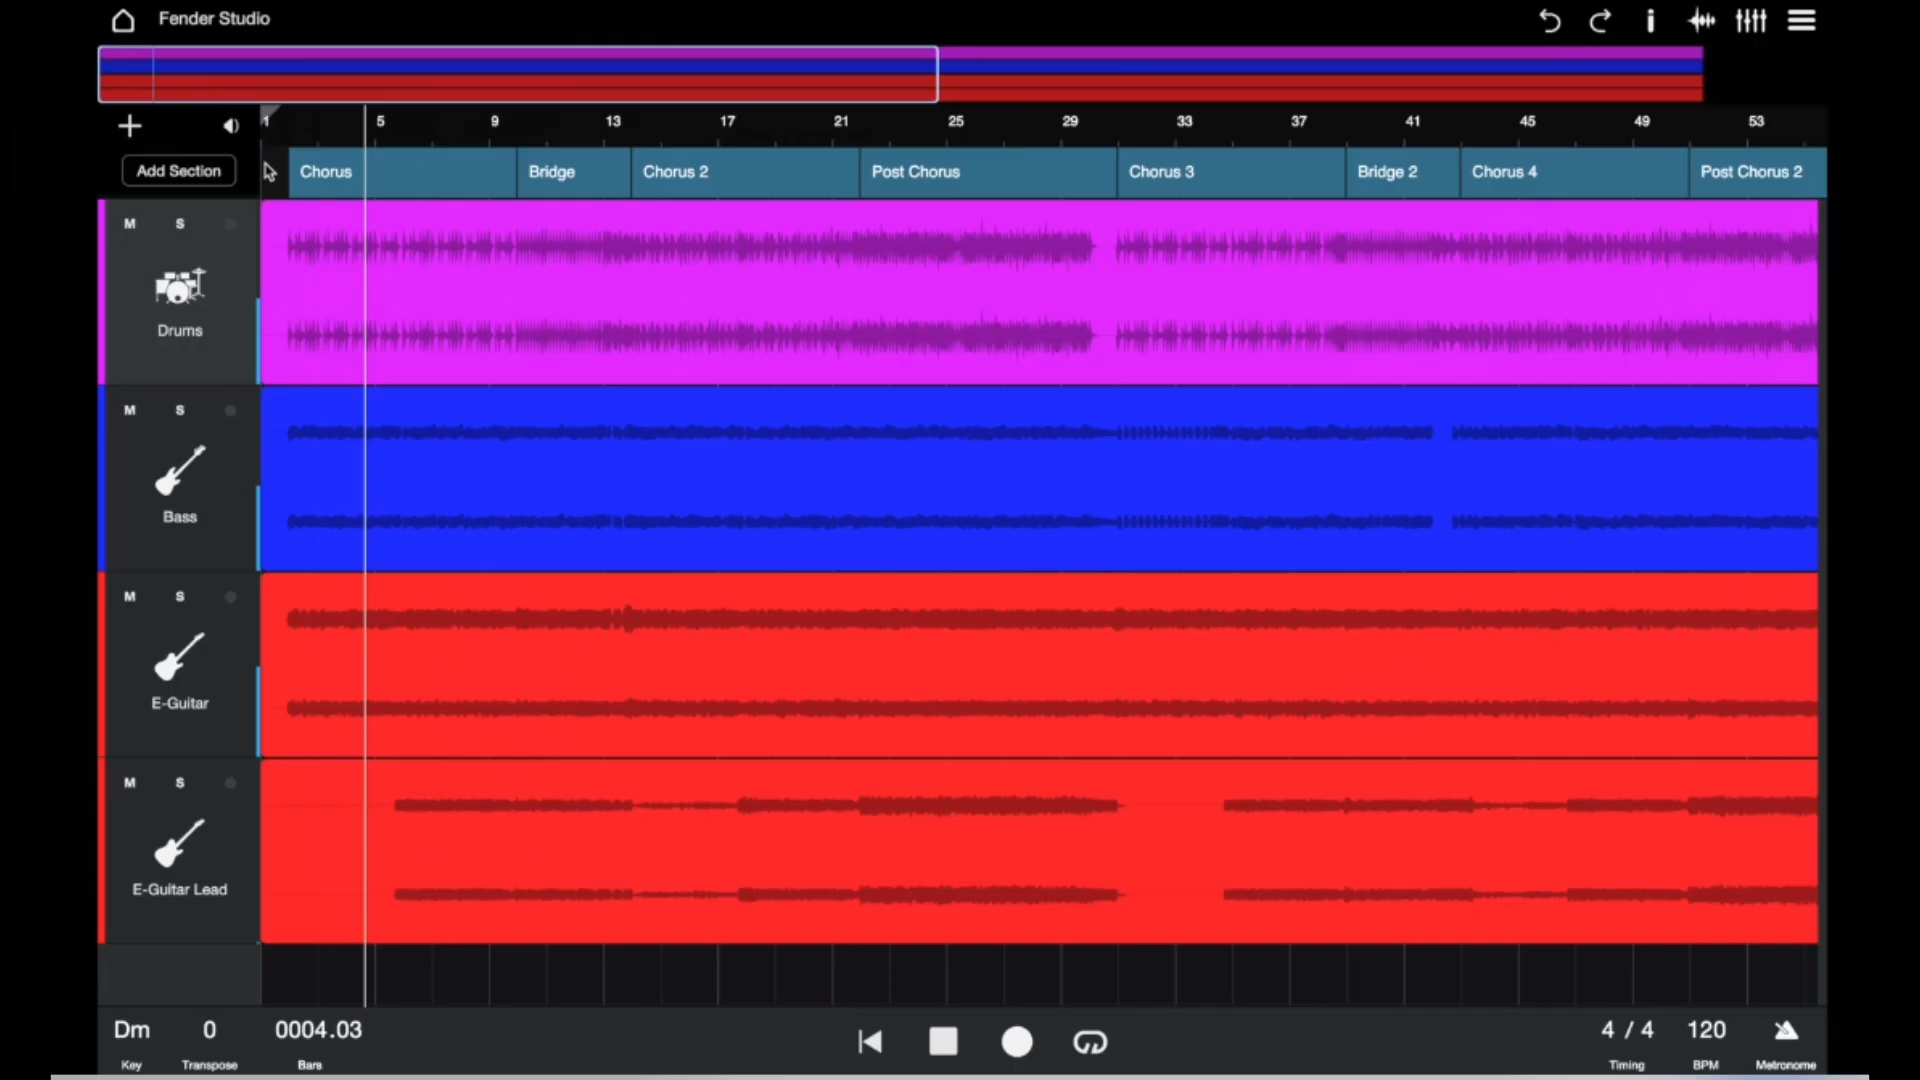 Fender Studio
1 5 9 13 17 21 25 29 33 37 41 45 49 53
Add Section
Chorus Bridge Chorus 2 Post Chorus Chorus 3 Bridge 2 Chorus 4 Post Chorus 2
M S
Drums
M S
Bass
M S
E-Guitar
M S
E-Guitar Lead
Dm 0 0004.03 4 / 4 120
Key Transpose Bars Timing BPM Metronome